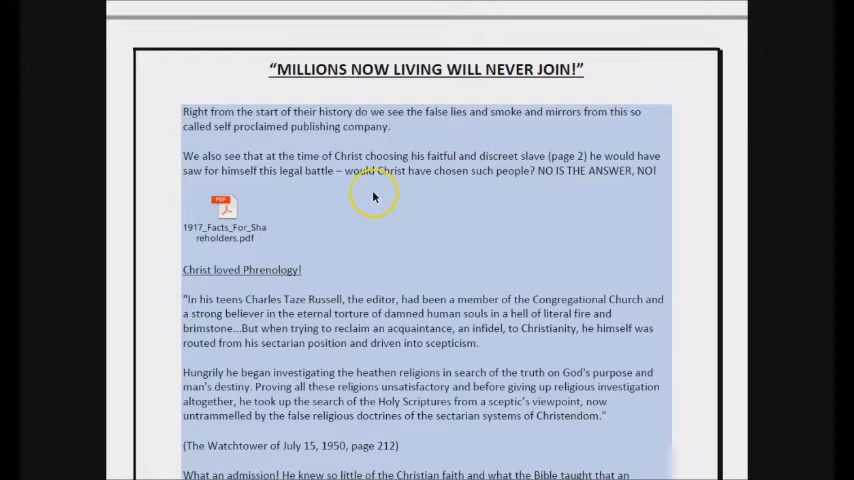 “MILLIONS NOW LIVING WILL NEVER JOIN!”
Right from the start of their history do we see the false lies and smoke and mirrors from this so
called self proclaimed publishing company.
We also see that at the time of Christ choosing his faitful and discreet slave (page 2) he would have
saw for himself this legal battle – would Christ have chosen such people? NO IS THE ANSWER, NO!
PDF
1917_Facts_For_Sha
reholders.pdf
Christ loved Phrenology!
"In his teens Charles Taze Russell, the editor, had been a member of the Congregational Church and
a strong believer in the eternal torture of damned human souls in a hell of literal fire and
brimstone...But when trying to reclaim an acquaintance, an infidel, to Christianity, he himself was
routed from his sectarian position and driven into scepticism.
Hungrily he began investigating the heathen religions in search of the truth on God's purpose and
man's destiny. Proving all these religions unsatisfactory and before giving up religious investigation
altogether, he took up the search of the Holy Scriptures from a sceptic's viewpoint, now
untrammelled by the false religious doctrines of the sectarian systems of Christendom."
(The Watchtower of July 15, 1950, page 212)
What an admission! He knew so little of the Christian faith and what the Bible taught that an